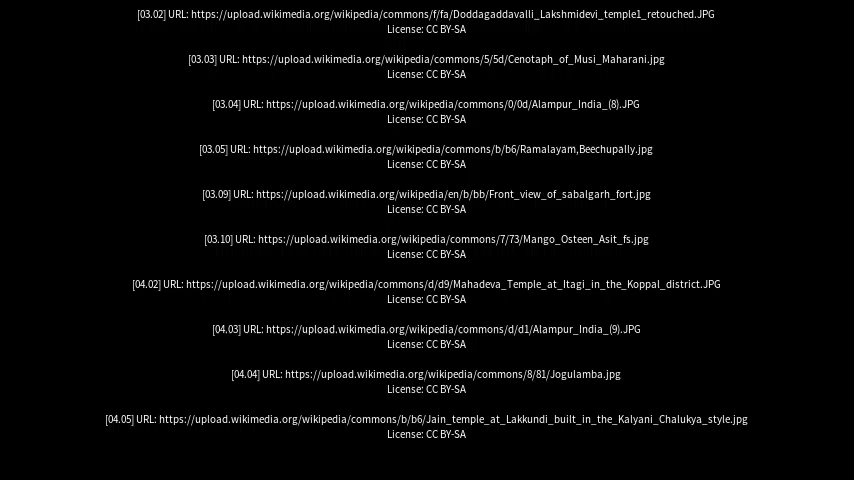 [03.02] URL: https://upload.wikimedia.org/wikipedia/commons/f/fa/Doddagaddavalli_Lakshmidevi_temple1_retouched.JPG
License: CC BY-SA
[03.03] URL: https://upload.wikimedia.org/wikipedia/commons/5/5d/Cenotaph_of_Musi_Maharani.jpg
License: CC BY-SA
[03.04] URL: https://upload.wikimedia.org/wikipedia/commons/0/0d/Alampur_India_(8).JPG
License: CC BY-SA
[03.05] URL: https://upload.wikimedia.org/wikipedia/commons/b/b6/Ramalayam,Beechupally.jpg
License: CC BY-SA
[03.09] URL: https://upload.wikimedia.org/wikipedia/en/b/bb/Front_view_of_sabalgarh_fort.jpg
License: CC BY-SA
[03.10] URL: https://upload.wikimedia.org/wikipedia/commons/7/73/Mango_Osteen_Asit_fs.jpg
License: CC BY-SA
[04.02] URL: https://upload.wikimedia.org/wikipedia/commons/d/d9/Mahadeva_Temple_at_Itagi_in_the_Koppal_district.JPG
License: CC BY-SA
[04.03] URL: https://upload.wikimedia.org/wikipedia/commons/d/d1/Alampur_India_(9).JPG
License: CC BY-SA
[04.04] URL: https://upload.wikimedia.org/wikipedia/commons/8/81/Jogulamba.jpg
License: CC BY-SA
[04.05] URL: https://upload.wikimedia.org/wikipedia/commons/b/b6/Jain_temple_at_Lakkundi_built_in_the_Kalyani_Chalukya_style.jpg
License: CC BY-SA